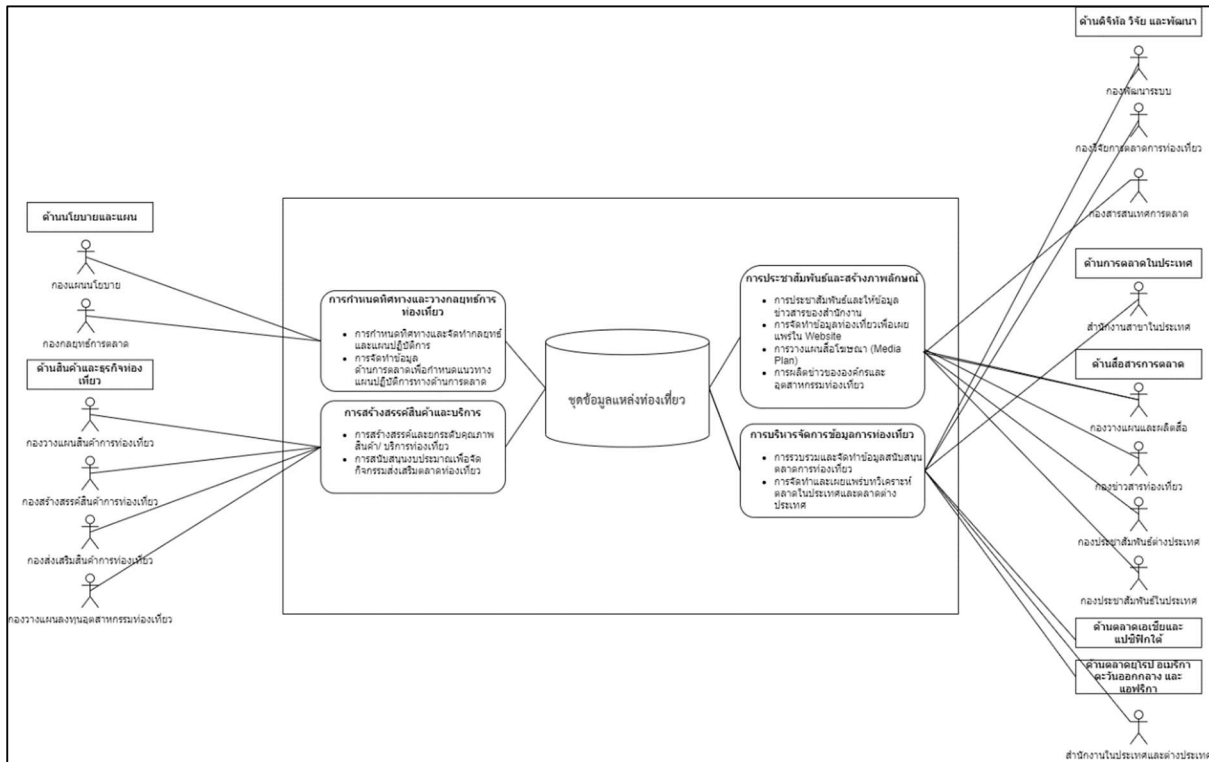 ด้านนโยบายและแผน
กองแผนนโยบาย
กองกลยุทธ์การตลาด
ด้านสินค้าและธุรกิจท่อง
เที่ยว
กองวางแผนสินค้าการท่องเที่ยว
กองสร้างสรรค์สินค้าการท่องเที่ยว
กองส่งเสริมสินค้าการท่องเที่ยว
กองวางแผนลงทุนอุตสาหกรรมท่องเที่ยว
การกำหนดทิศทางและวางกลยุทธ์การ
ท่องเที่ยว
• การกำหนดทิศทางและจัดทำกลยุทธ์
และแผนปฏิบัติการ
• การจัดทำข้อมูล
ด้านการตลาดเพื่อกำหนดแนวทาง
แผนปฏิบัติการทางด้านการตลาด
การสร้างสรรค์สินค้าและบริการ
• การสร้างสรรค์และยกระดับคุณภาพ
สินค้า/ บริการท่องเที่ยว
• การสนับสนุนงบประมาณเพื่อจัด
กิจกรรมส่งเสริมตลาดท่องเที่ยว
ชุดข้อมูลแหล่งท่องเที่ยว
การประชาสัมพันธ์และสร้างภาพลักษณ์
• การประชาสัมพันธ์และให้ข้อมูล
ข่าวสารของสำนักงาน
• การจัดทำข้อมูลท่องเที่ยวเพื่อเผย
แพร่ใน Website
• การวางแผนสื่อโฆษณา (Media
Plan)
• การผลิตข่าวขององค์กรและ
อุตสาหกรรมท่องเที่ยว
การบริหารจัดการข้อมูลการท่องเที่ยว
• การรวบรวมและจัดทำข้อมูลสนับสนุน
ตลาดการท่องเที่ยว
• การจัดทำและเผยแพร่บทวิเคราะห์
ตลาดในประเทศและตลาดต่าง
ประเทศ
ด้านดิจิทัล วิจัย และพัฒนา
กองพัฒนาระบบ
กองวิจัยการตลาดการท่องเที่ยว
กองสารสนเทศการตลาด
ด้านการตลาดในประเทศ
สำนักงานสาขาในประเทศ
ด้านสื่อสารการตลาด
กองวางแผนและผลิตสื่อ
กองข่าวสารท่องเที่ยว
กองประชาสัมพันธ์ต่างประเทศ
กองประชาสัมพันธ์ในประเทศ
ด้านตลาดเอเชียและ
แปซิฟิกใต้
ด้านตลาดยุโรป อเมริกา
ตะวันออกกลาง และ
แอฟริกา
สำนักงานในประเทศและต่างประเทศ